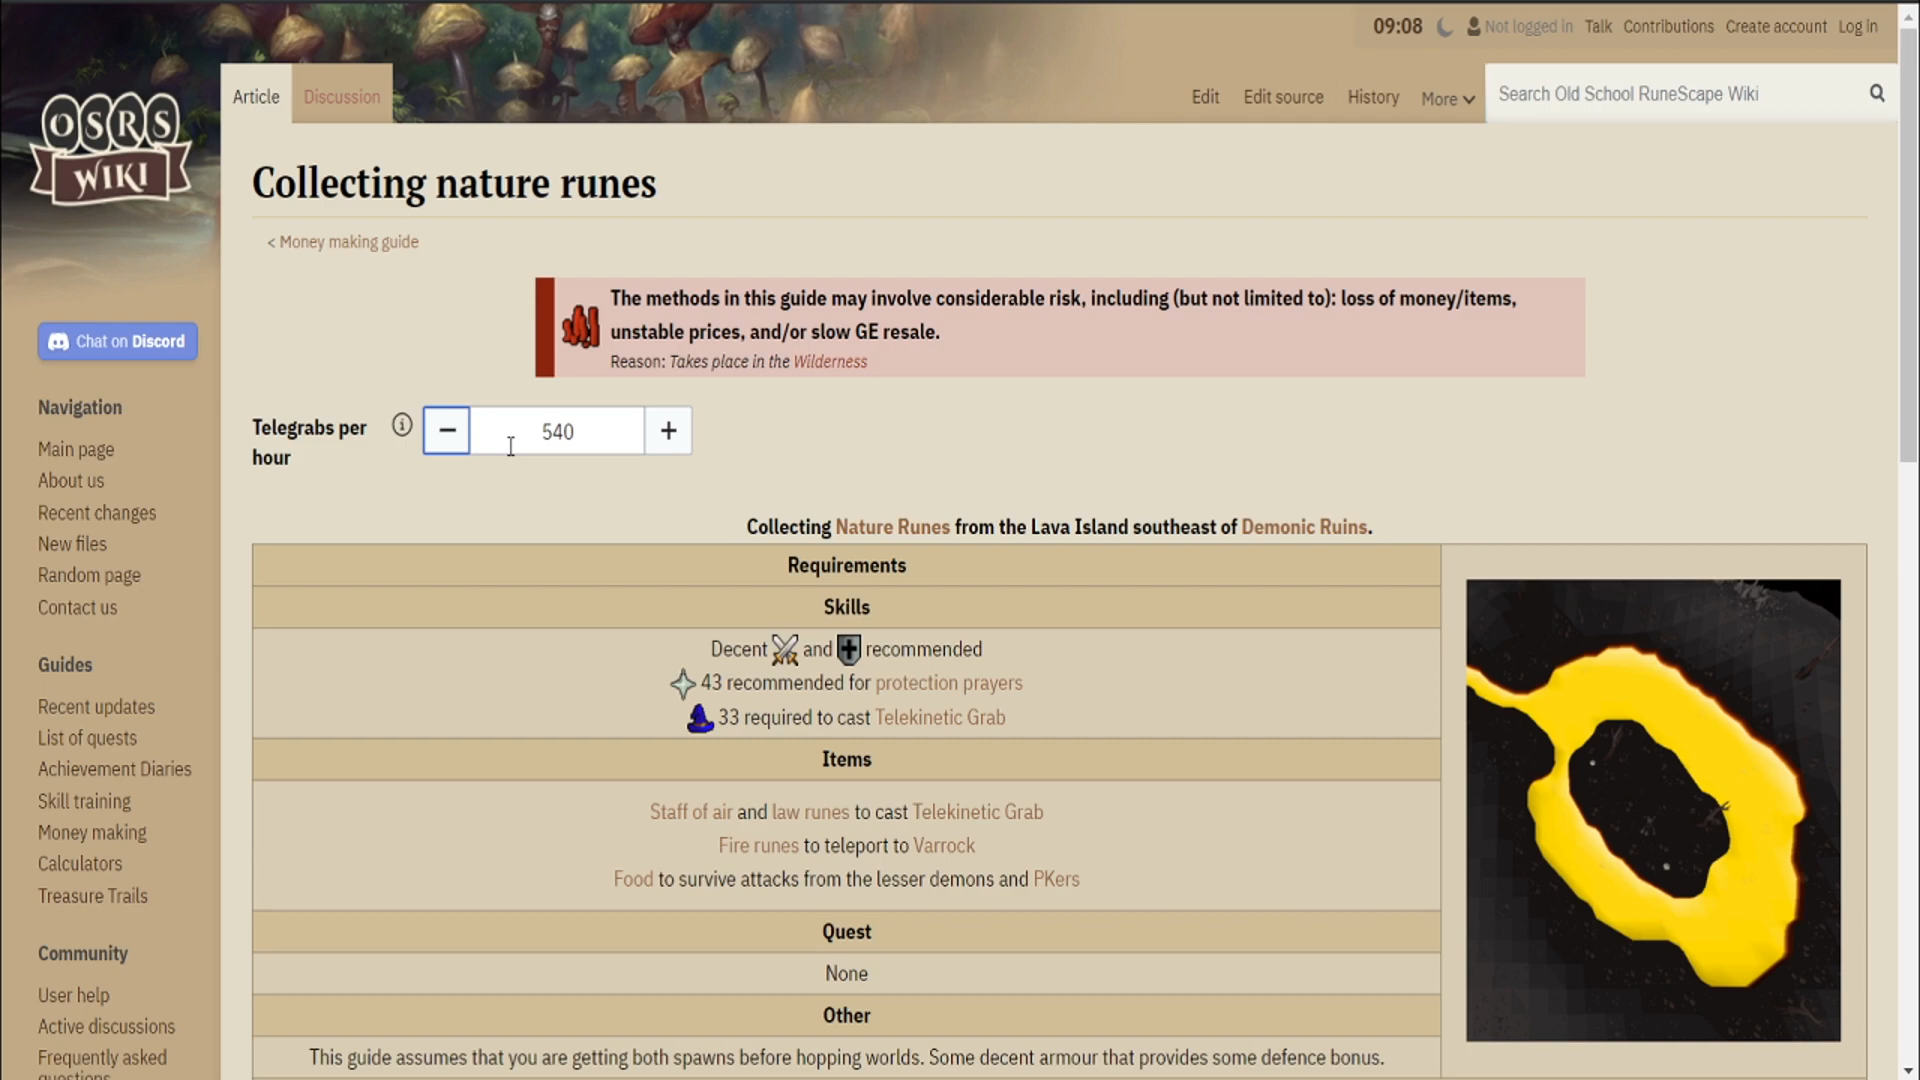 09:08
Not logged in
Talk
Contributions
Create account
Log in
OSRS
WIKI
Article
Discussion
Edit
Edit source
History
More
Search Old School RuneScape Wiki
Collecting nature runes
< Money making guide
The methods in this guide may involve considerable risk, including (but not limited to): loss of money/items,
unstable prices, and/or slow GE resale.
Reason: Takes place in the Wilderness
Chat on Discord
Navigation
Main page
About us
Recent changes
New files
Random page
Contact us
Guides
Recent updates
List of quests
Achievement Diaries
Skill training
Money making
Calculators
Treasure Trails
Community
User help
Active discussions
Frequently asked
questions
Telegrabs per
hour
− 540 +
Collecting Nature Runes from the Lava Island southeast of Demonic Ruins.
Requirements
Skills
Decent and recommended
43 recommended for protection prayers
33 required to cast Telekinetic Grab
Items
Staff of air and law runes to cast Telekinetic Grab
Fire runes to teleport to Varrock
Food to survive attacks from the lesser demons and PKers
Quest
None
Other
This guide assumes that you are getting both spawns before hopping worlds. Some decent armour that provides some defence bonus.